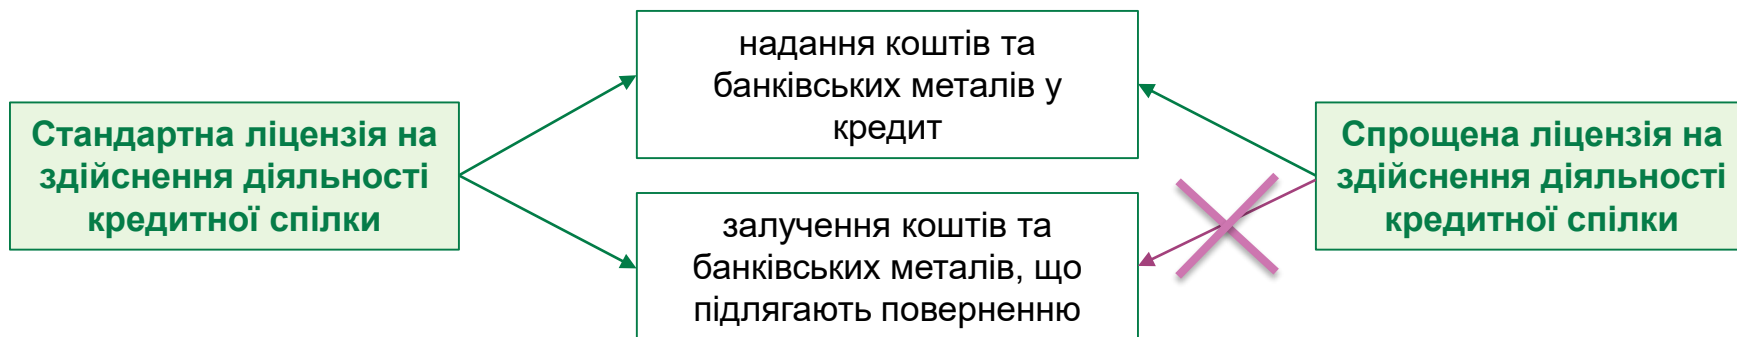 Стандартна ліцензія на
здійснення діяльності
кредитної спілки
надання коштів та
банківських металів у
кредит
залучення коштів та
банківських металів, що
підлягають поверненню
Спрощена ліцензія на
здійснення діяльності
кредитної спілки